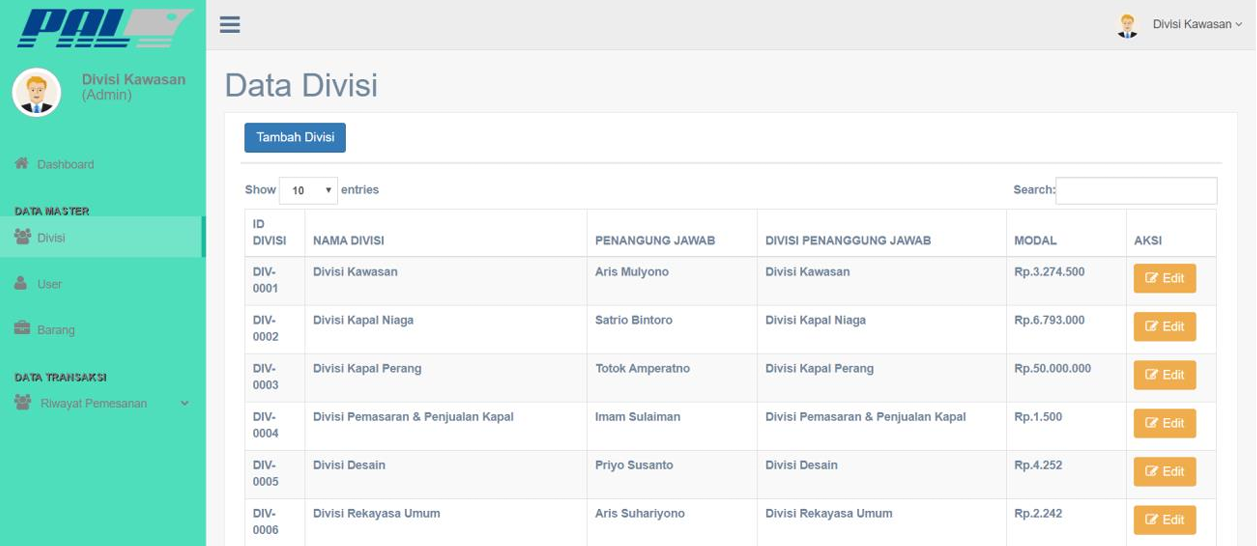 PAL
Divisi Kawasan
Divisi Kawasan
(Admin)
Dashboard
DATA MASTER
Divisi
User
Barang
DATA TRANSAKSI
Riwayat Pemesanan
Data Divisi
Tambah Divisi
Show 10 entries
Search:
ID DIVISI NAMA DIVISI PENANGUNG JAWAB DIVISI PENANGGUNG JAWAB MODAL AKSI
DIV-0001 Divisi Kawasan Aris Mulyono Divisi Kawasan Rp.3.274.500 Edit
DIV-0002 Divisi Kapal Niaga Satrio Bintoro Divisi Kapal Niaga Rp.6.793.000 Edit
DIV-0003 Divisi Kapal Perang Totok Amperatno Divisi Kapal Perang Rp.50.000.000 Edit
DIV-0004 Divisi Pemasaran & Penjualan Kapal Imam Sulaiman Divisi Pemasaran & Penjualan Kapal Rp.1.500 Edit
DIV-0005 Divisi Desain Priyo Susanto Divisi Desain Rp.4.252 Edit
DIV-0006 Divisi Rekayasa Umum Aris Suhariyono Divisi Rekayasa Umum Rp.2.242 Edit